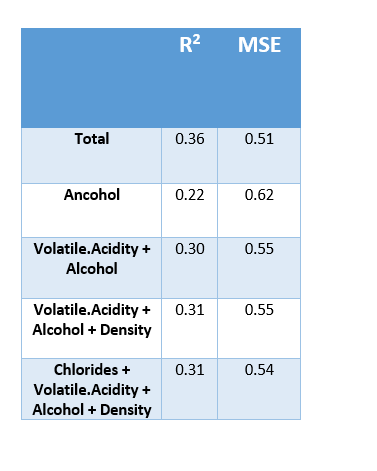 R² MSE
Total 0.36 0.51
Ancohol 0.22 0.62
Volatile.Acidity + 0.30 0.55
Alcohol
Volatile.Acidity + 0.31 0.55
Alcohol + Density
Chlorides + 0.31 0.54
Volatile.Acidity +
Alcohol + Density